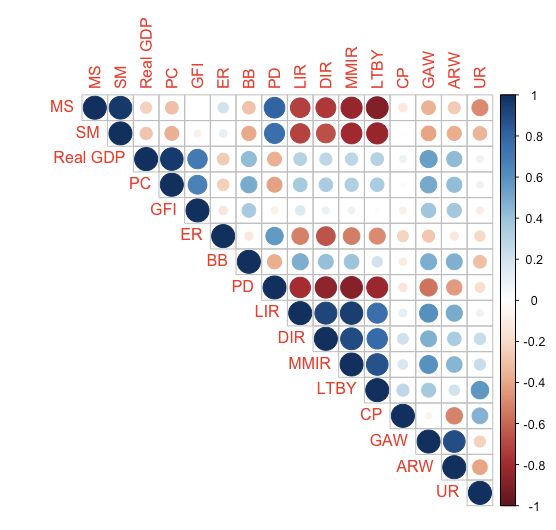 MS
SM
Real GDP
PC
GFI
ER
BB
PD
LIR
DIR
MMIR
LTBY
CP
GAW
ARW
UR
MS
SM
Real GDP
PC
GFI
ER
BB
PD
LIR
DIR
MMIR
LTBY
CP
GAW
ARW
UR
1
0.8
0.6
0.4
0.2
0
-0.2
-0.4
-0.6
-0.8
-1